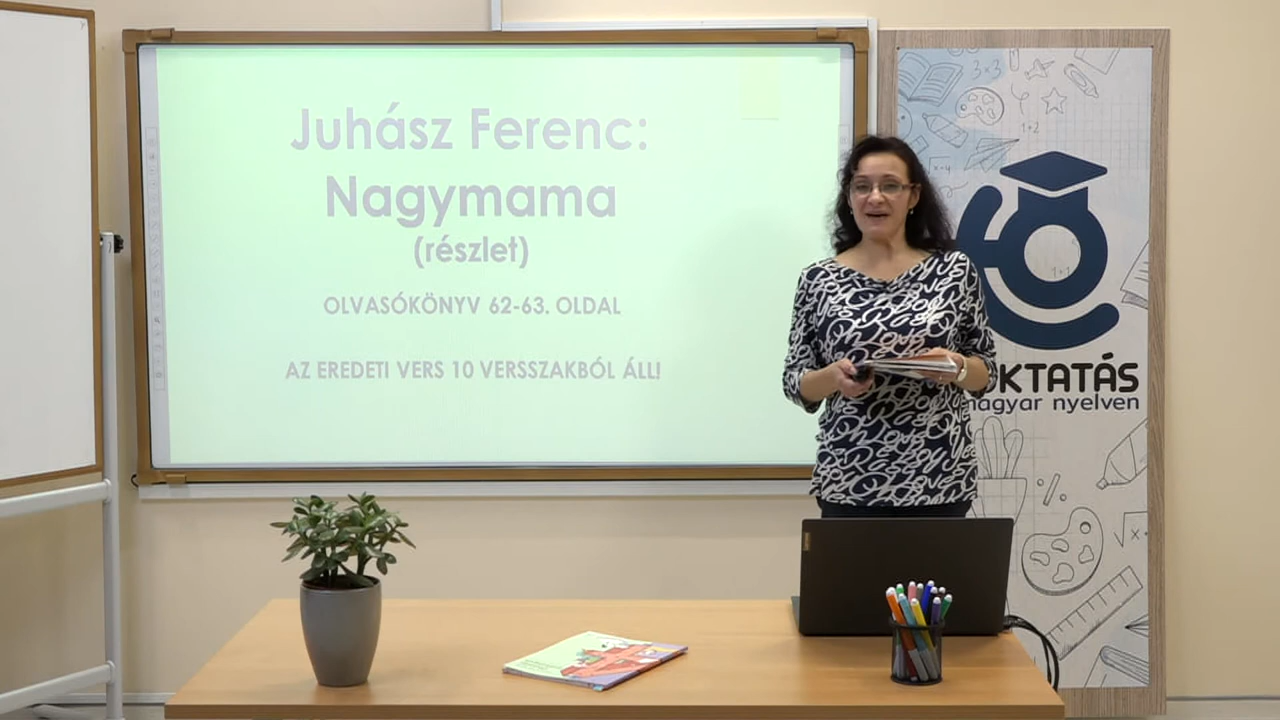 Juhász Ferenc:
Nagymama
(részlet)
OLVASÓKÖNYV 62-63. OLDAL
AZ EREDETI VERS 10 VERSSZAKBÓL ÁLL!
OKTATÁS
magyar nyelven